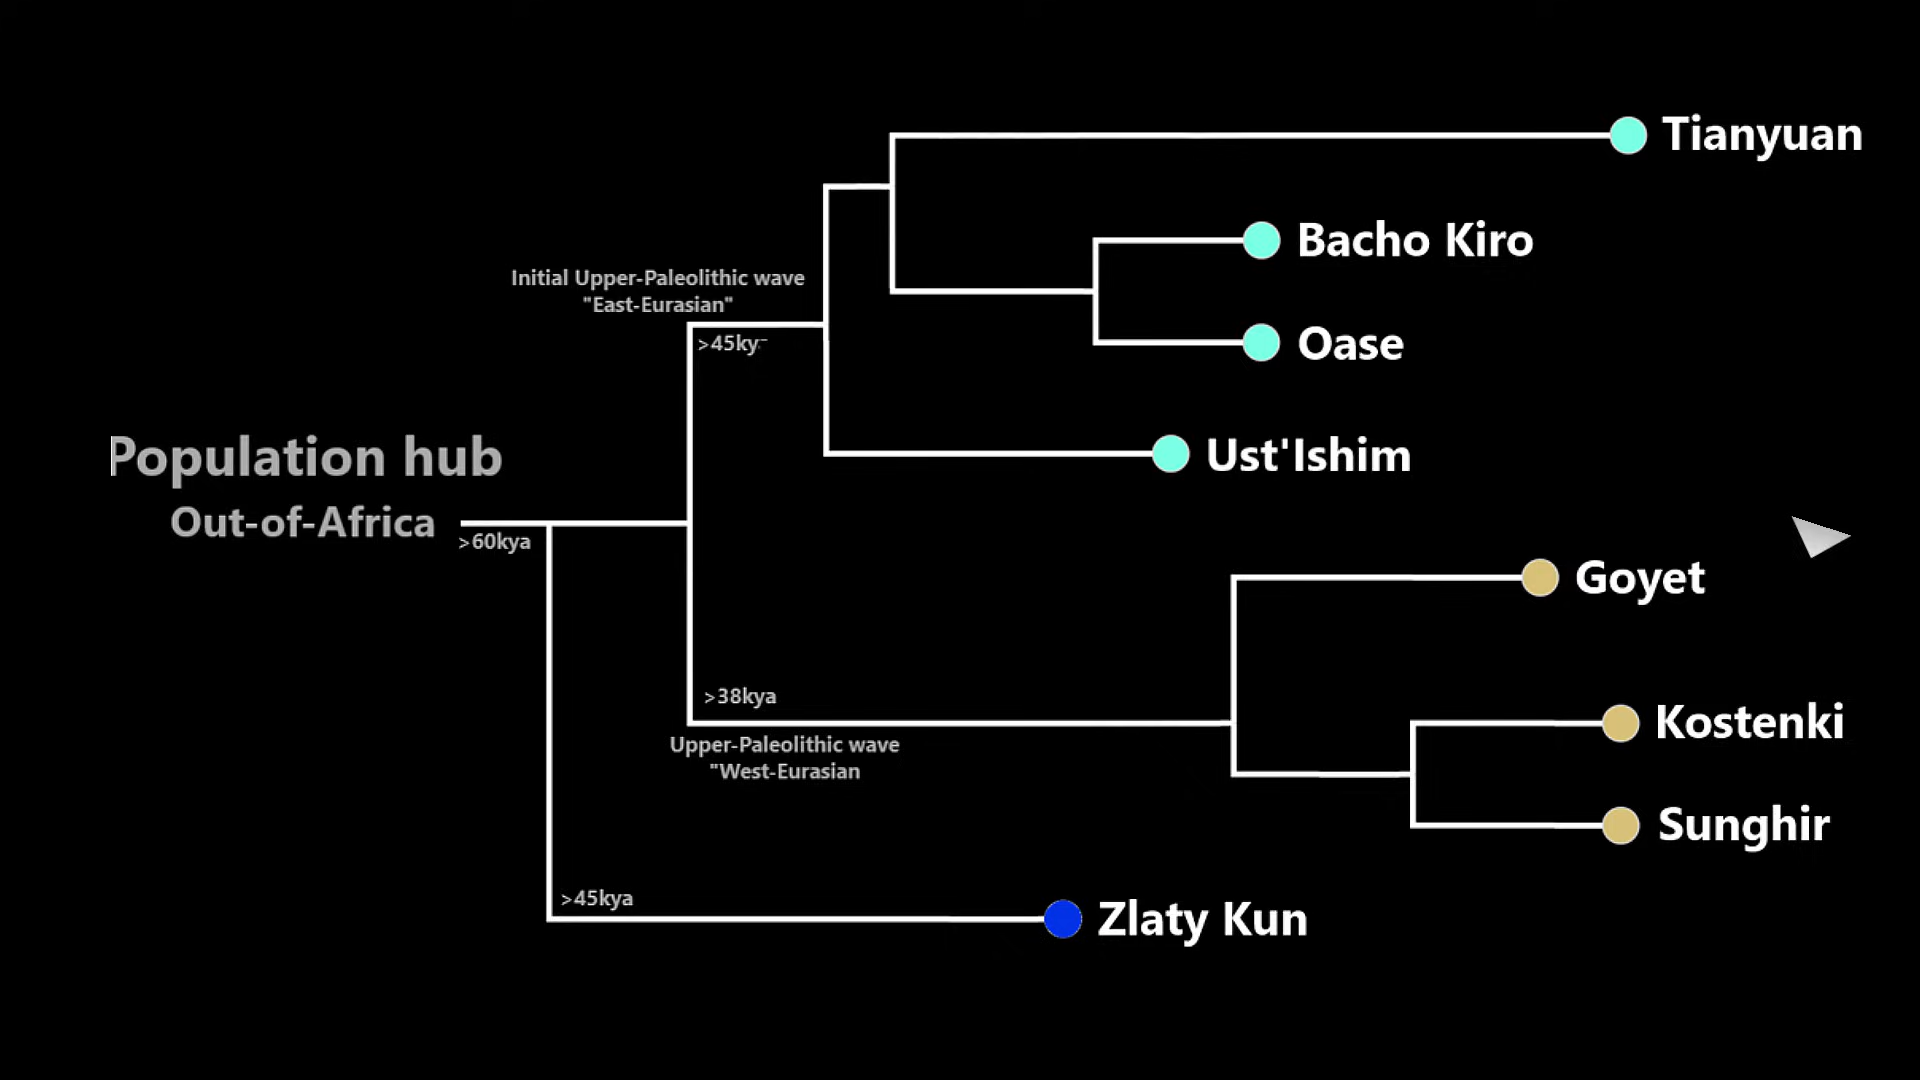 Tianyuan
Bacho Kiro
Initial Upper-Paleolithic wave
"East-Eurasian"
>45ky
Oase
Population hub
Ust'Ishim
Out-of-Africa
>60kya
Goyet
>38kya
Kostenki
Upper-Paleolithic wave
"West-Eurasian
Sunghir
>45kya
Zlaty Kun